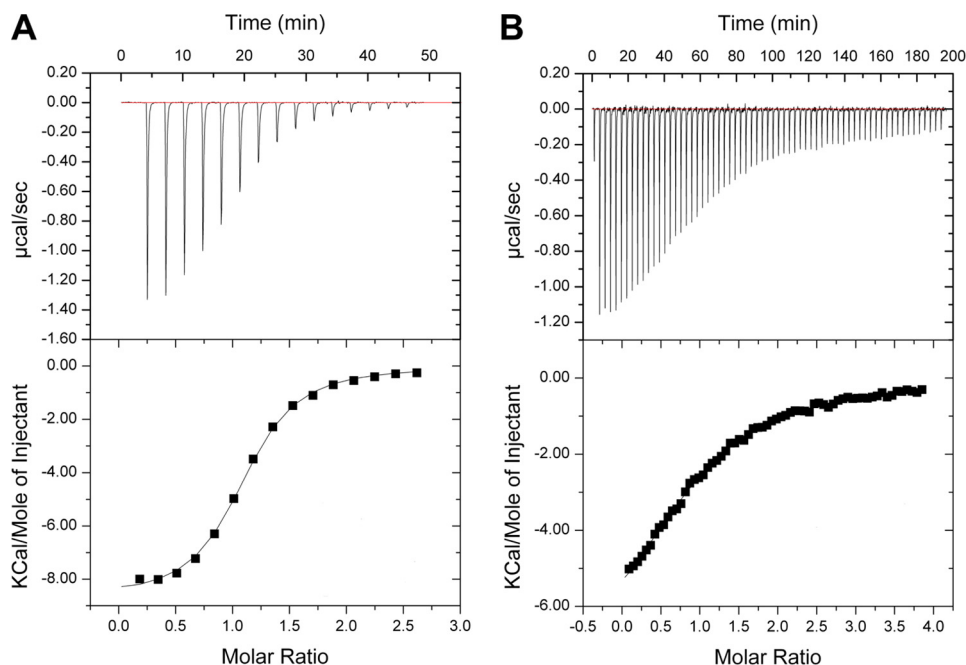 A
Time (min)
0 10 20 30 40 50
0.20
0.00
-0.20
-0.40
-0.60
-0.80
-1.00
-1.20
-1.40
-1.60
µcal/sec
0.00
-2.00
-4.00
-6.00
-8.00
KCal/Mole of Injectant
0.0 0.5 1.0 1.5 2.0 2.5 3.0
Molar Ratio
B
Time (min)
0 20 40 60 80 100 120 140 160 180 200
0.20
0.00
-0.20
-0.40
-0.60
-0.80
-1.00
-1.20
µcal/sec
0.00
-2.00
-4.00
-6.00
KCal/Mole of Injectant
-0.5 0.0 0.5 1.0 1.5 2.0 2.5 3.0 3.5 4.0
Molar Ratio